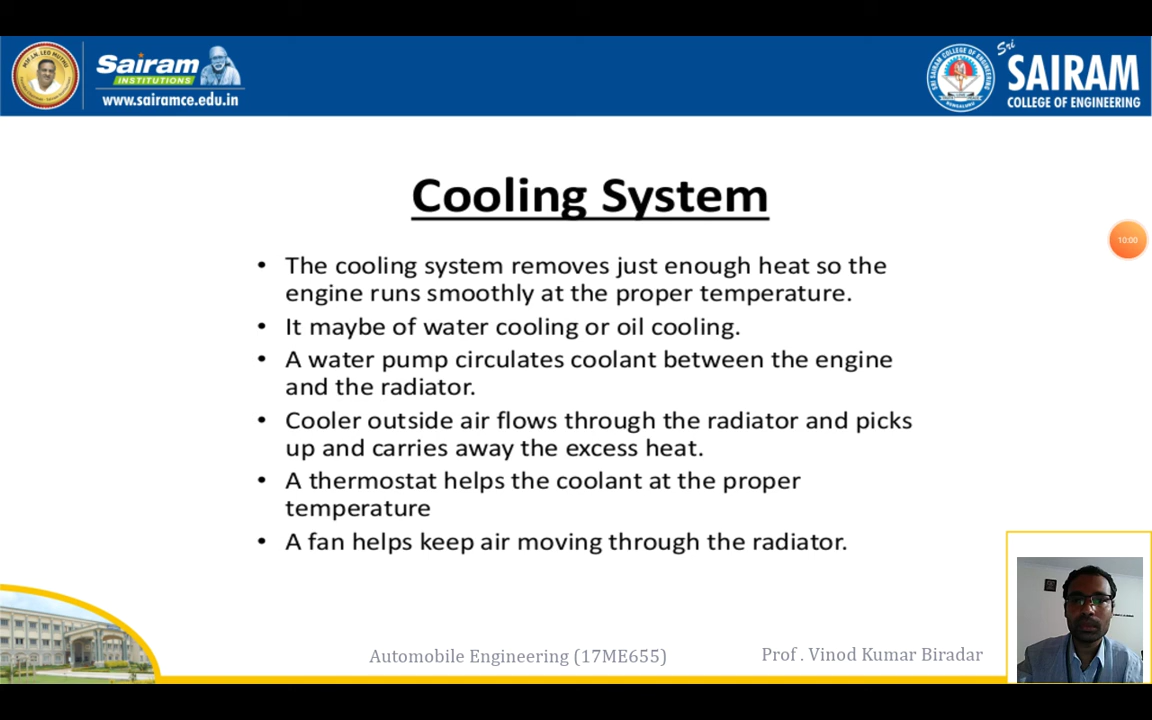 Sairam
INSTITUTIONS
www.sairamce.edu.in
Sri
SAIRAM
COLLEGE OF ENGINEERING
Cooling System
• The cooling system removes just enough heat so the
engine runs smoothly at the proper temperature.
• It maybe of water cooling or oil cooling.
• A water pump circulates coolant between the engine
and the radiator.
• Cooler outside air flows through the radiator and picks
up and carries away the excess heat.
• A thermostat helps the coolant at the proper
temperature
• A fan helps keep air moving through the radiator.
10:00
Automobile Engineering (17ME655)
Prof . Vinod Kumar Biradar